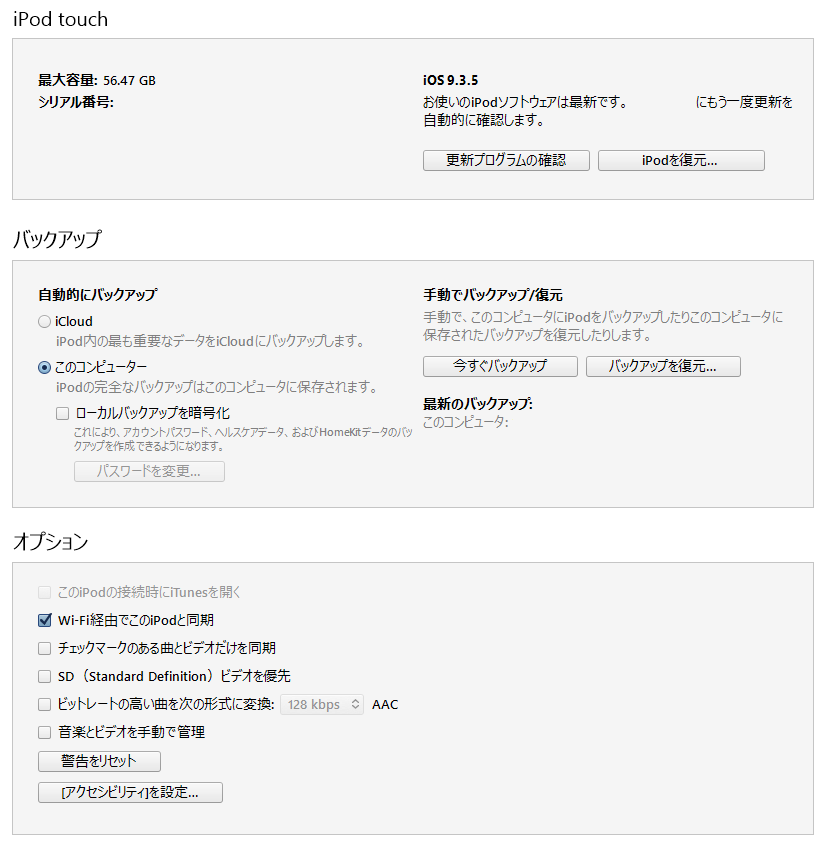 iPod touch
最大容量: 56.47 GB
シリアル番号:
iOS 9.3.5
お使いのiPodソフトウェアは最新です。 にもう一度更新を
自動的に確認します。
更新プログラムの確認
iPodを復元...
バックアップ
自動的にバックアップ
iCloud
iPod内の最も重要なデータをiCloudにバックアップします。
このコンピューター
iPodの完全なバックアップはこのコンピュータに保存されます。
ローカルバックアップを暗号化
これにより、アカウントパスワード、ヘルスケアデータ、およびHomeKitデータのバッ
クアップを作成できるようになります。
パスワードを変更...
手動でバックアップ/復元
手動で、このコンピュータにiPodをバックアップしたりこのコンピュータに
保存されたバックアップを復元したりします。
今すぐバックアップ
バックアップを復元...
最新のバックアップ:
このコンピュータ:
オプション
このiPodの接続時にiTunesを開く
Wi-Fi経由でこのiPodと同期
チェックマークのある曲とビデオだけを同期
SD（Standard Definition）ビデオを優先
ビットレートの高い曲を次の形式に変換: 128 kbps AAC
音楽とビデオを手動で管理
警告をリセット
[アクセシビリティ]を設定...